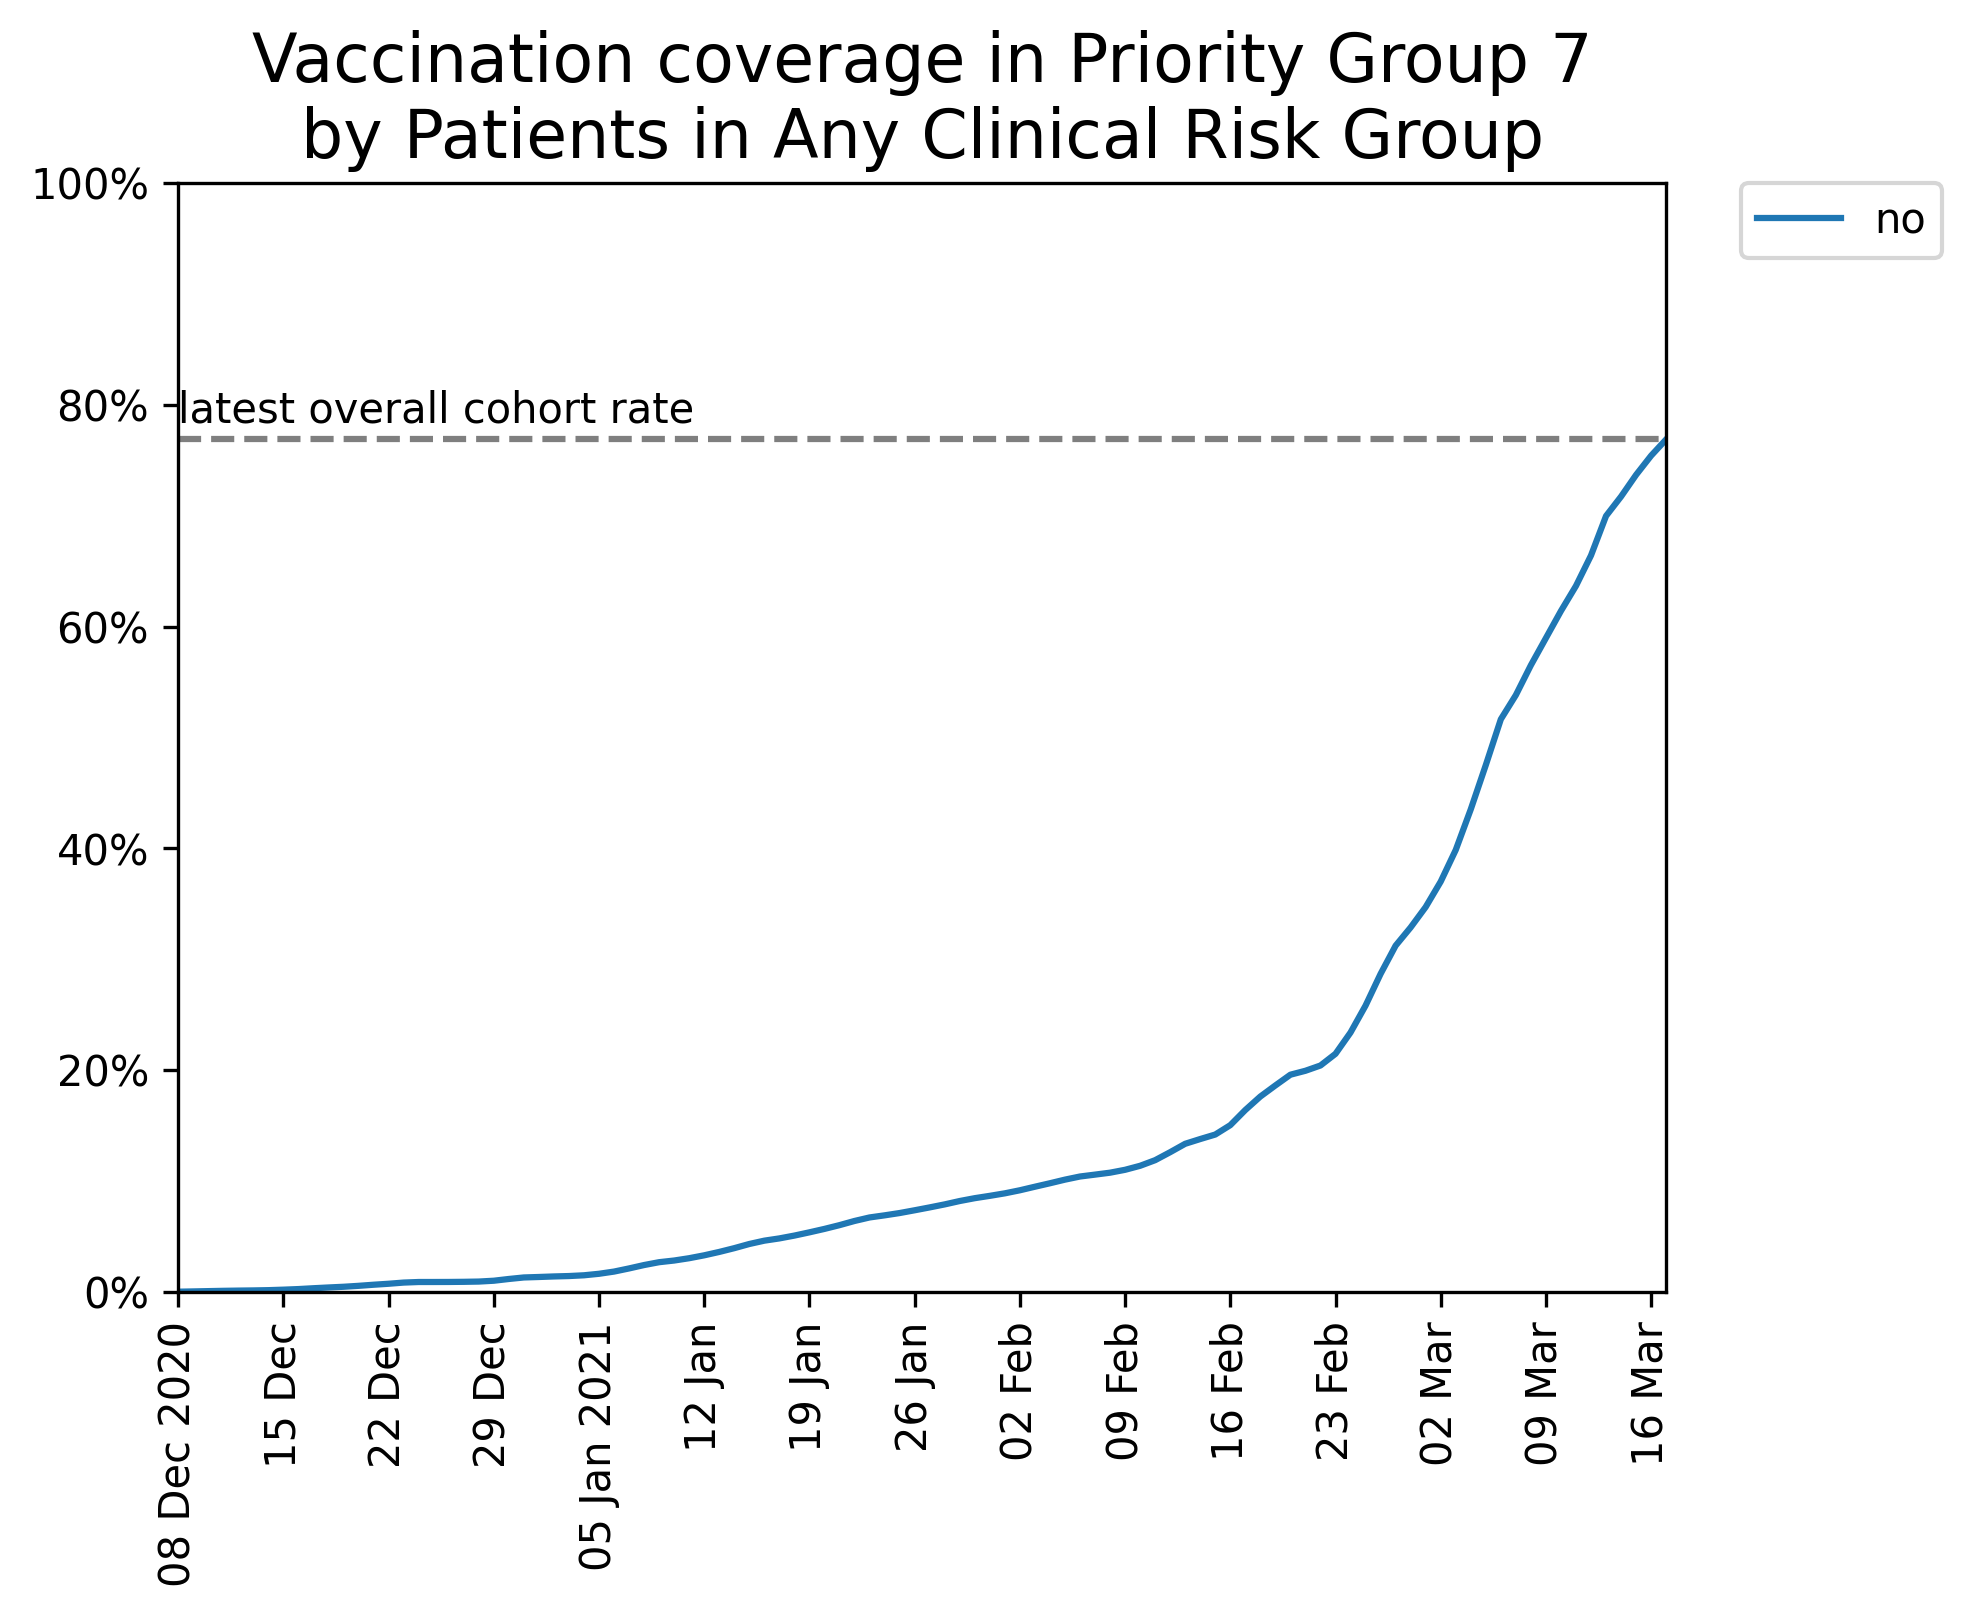 Vaccination coverage in Priority Group 7
by Patients in Any Clinical Risk Group
100%
80%
60%
40%
20%
0%
latest overall cohort rate
no
08 Dec 2020
15 Dec
22 Dec
29 Dec
05 Jan 2021
12 Jan
19 Jan
26 Jan
02 Feb
09 Feb
16 Feb
23 Feb
02 Mar
09 Mar
16 Mar